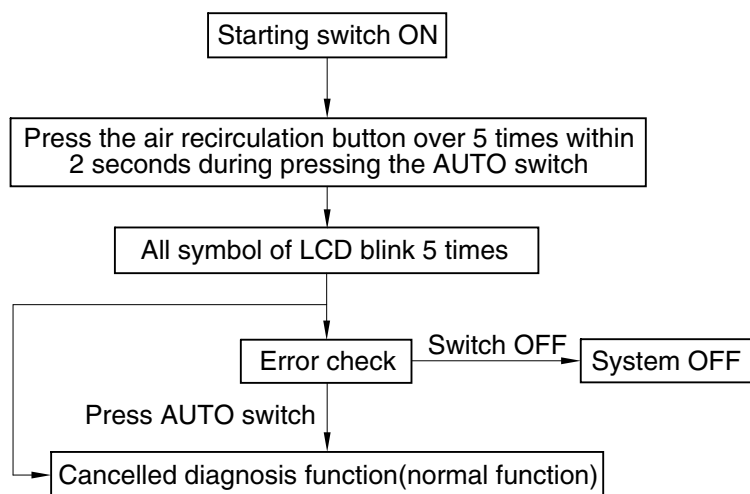 Starting switch ON
Press the air recirculation button over 5 times within
2 seconds during pressing the AUTO switch
All symbol of LCD blink 5 times
Error check
Switch OFF
System OFF
Press AUTO switch
Cancelled diagnosis function(normal function)